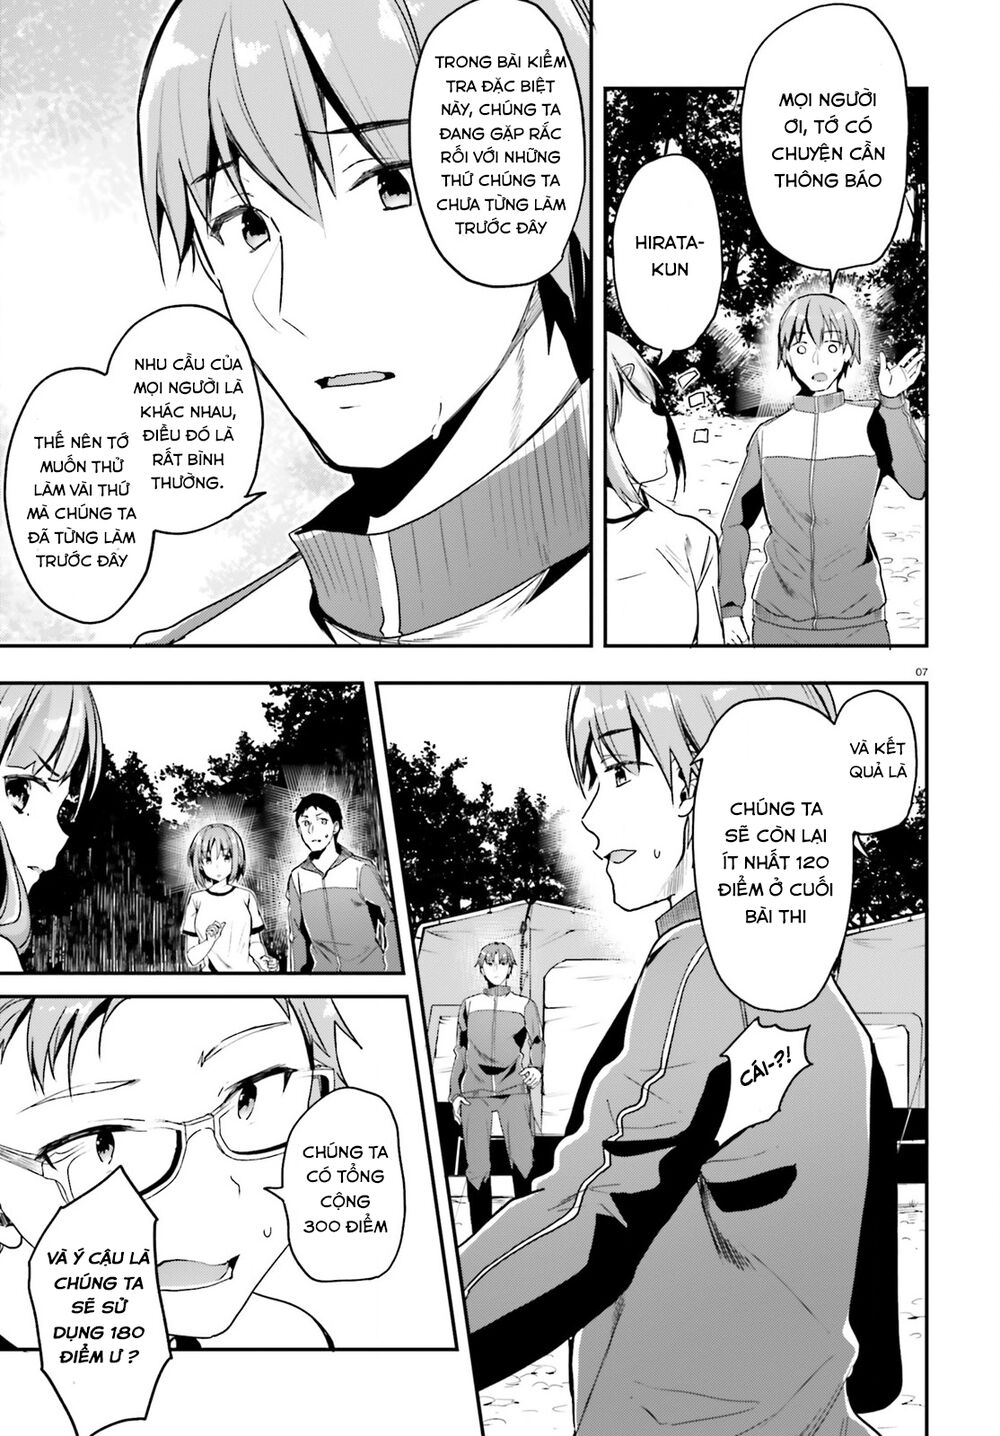 MỌI NGƯỜI
ƠI, TỚ CÓ
CHUYỆN CẦN
THÔNG BÁO
HIRATA-
KUN
TRONG BÀI KIỂM
TRA ĐẶC BIỆT
NÀY, CHÚNG TA
ĐANG GẶP RẮC
RỐI VỚI NHỮNG
THỨ CHÚNG TA
CHƯA TỪNG LÀM
TRƯỚC ĐÂY
NHU CẦU CỦA
MỌI NGƯỜI LÀ
KHÁC NHAU,
ĐIỀU ĐÓ LÀ
RẤT BÌNH
THƯỜNG.
THẾ NÊN TỚ
MUỐN THỬ
LÀM VÀI THỨ
MÀ CHÚNG TA
ĐÃ TỪNG LÀM
TRƯỚC ĐÂY
07
VÀ KẾT
QUẢ LÀ
CHÚNG TA
SẼ CÒN LẠI
ÍT NHẤT 120
ĐIỂM Ở CUỐI
BÀI THI
CÁI-?!
CHÚNG TA
CÓ TỔNG
CỘNG
300 ĐIỂM
VÀ Ý CẬU LÀ
CHÚNG TA
SẼ SỬ
DỤNG 180
ĐIỂM Ư ?